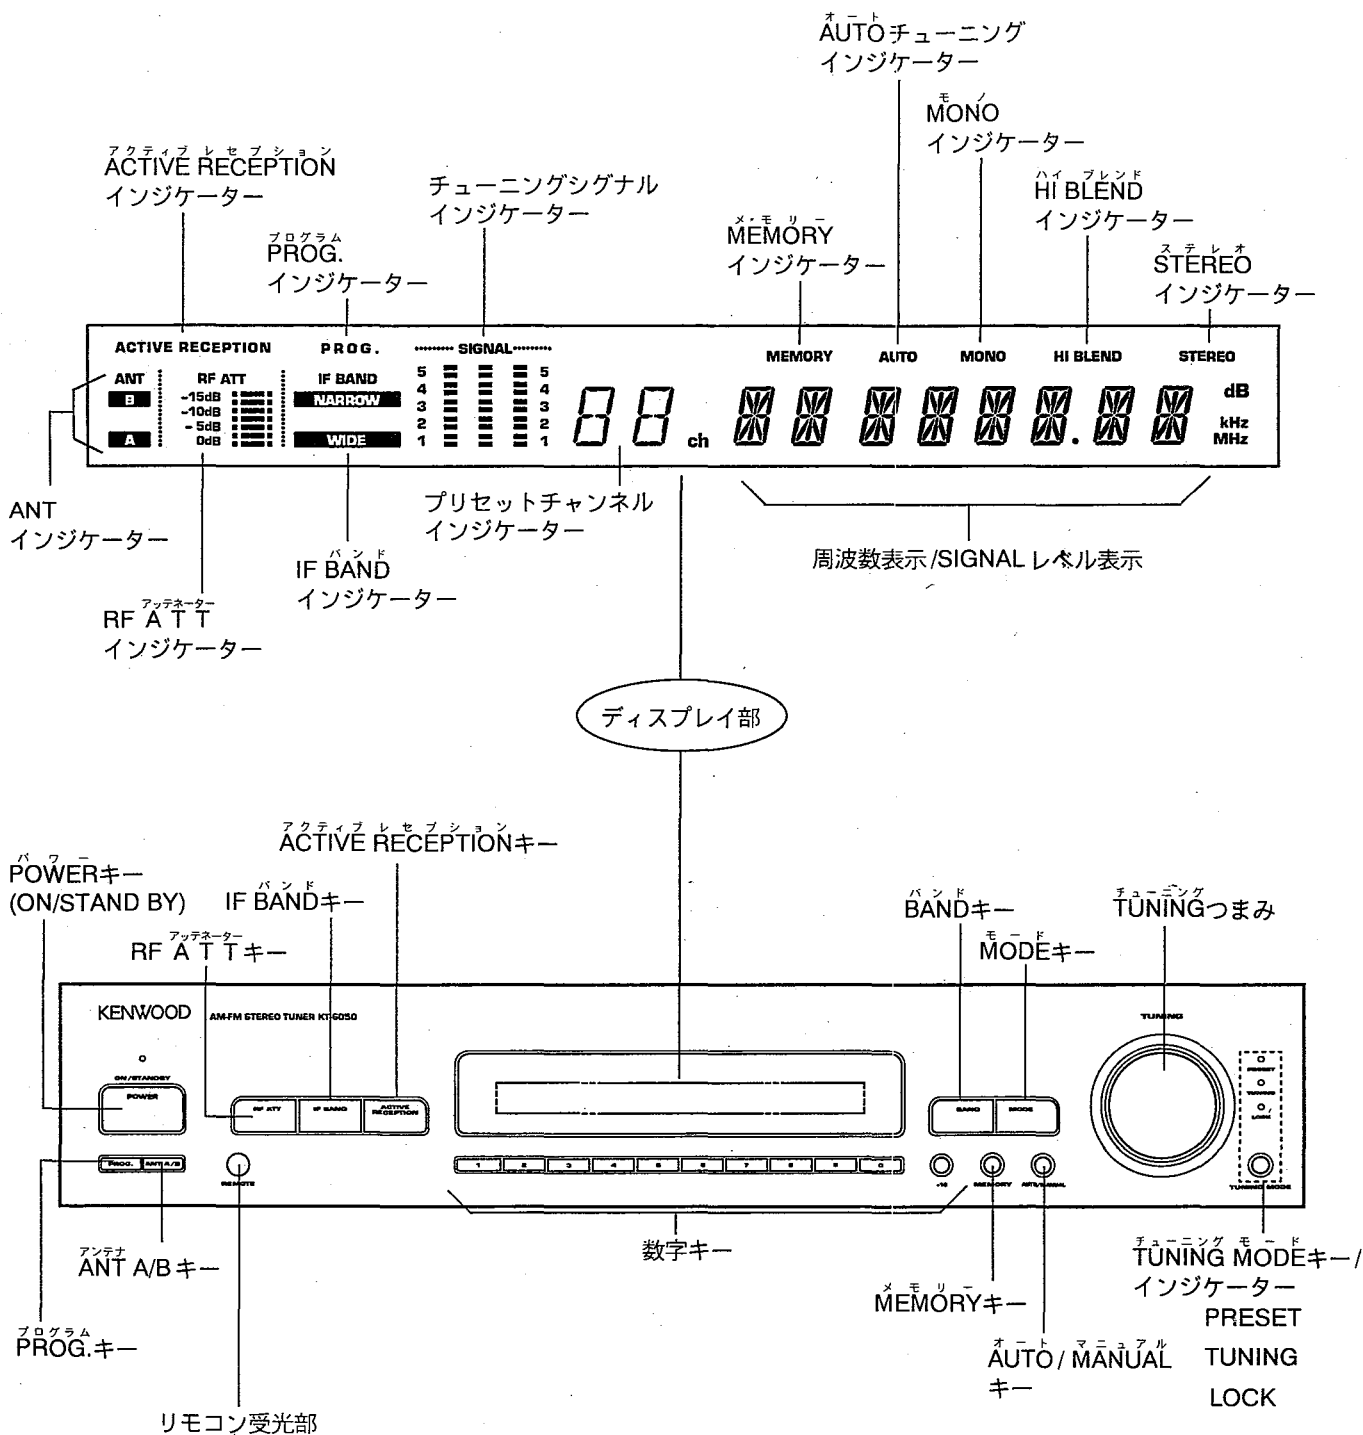 オート
AUTOチューニング
インジケーター
モノ
MONO
インジケーター
アクティブ レセプション
ACTIVE RECEPTION
インジケーター
チューニングシグナル
インジケーター
ハイ ブレンド
HI BLEND
インジケーター
メモリー
MEMORY
インジケーター
プログラム
PROG.
インジケーター
ステレオ
STEREO
インジケーター
ACTIVE RECEPTION PROG. SIGNAL MEMORY AUTO MONO HI BLEND STEREO
ANT RF ATT IF BAND
B -15dB NARROW
-10dB
- 5dB
A 0dB WIDE
5 5
4 4
3 3
2 2
1 1
ch
dB
kHz
MHz
ANT
インジケーター
プリセットチャンネル
インジケーター
周波数表示/SIGNALレベル表示
バンド
IF BAND
インジケーター
アッテネーター
RF ATT
インジケーター
ディスプレイ部
アクティブ レセプション
ACTIVE RECEPTIONキー
パワー
POWERキー
(ON/STAND BY)
バンド
IF BANDキー
アッテネーター
RF ATTキー
バンド
BANDキー
モード
MODEキー
チューニング
TUNINGつまみ
KENWOOD AM-FM STEREO TUNER KT-6050
TUNING
ON/STANDBY
POWER
RF ATT IF BAND ACTIVE
RECEPTION
BAND MODE
PRESET
TUNING
LOCK
PROG. ANT A/B
REMOTE
1 2 3 4 5 6 7 8 9 0
+10 MEMORY AUTO/MANUAL
TUNING MODE
数字キー
アンテナ
ANT A/Bキー
メモリー
MEMORYキー
チューニング モード
TUNING MODEキー/
インジケーター
PRESET
TUNING
LOCK
プログラム
PROG.キー
オート マニュアル
AUTO/MANUAL
キー
リモコン受光部